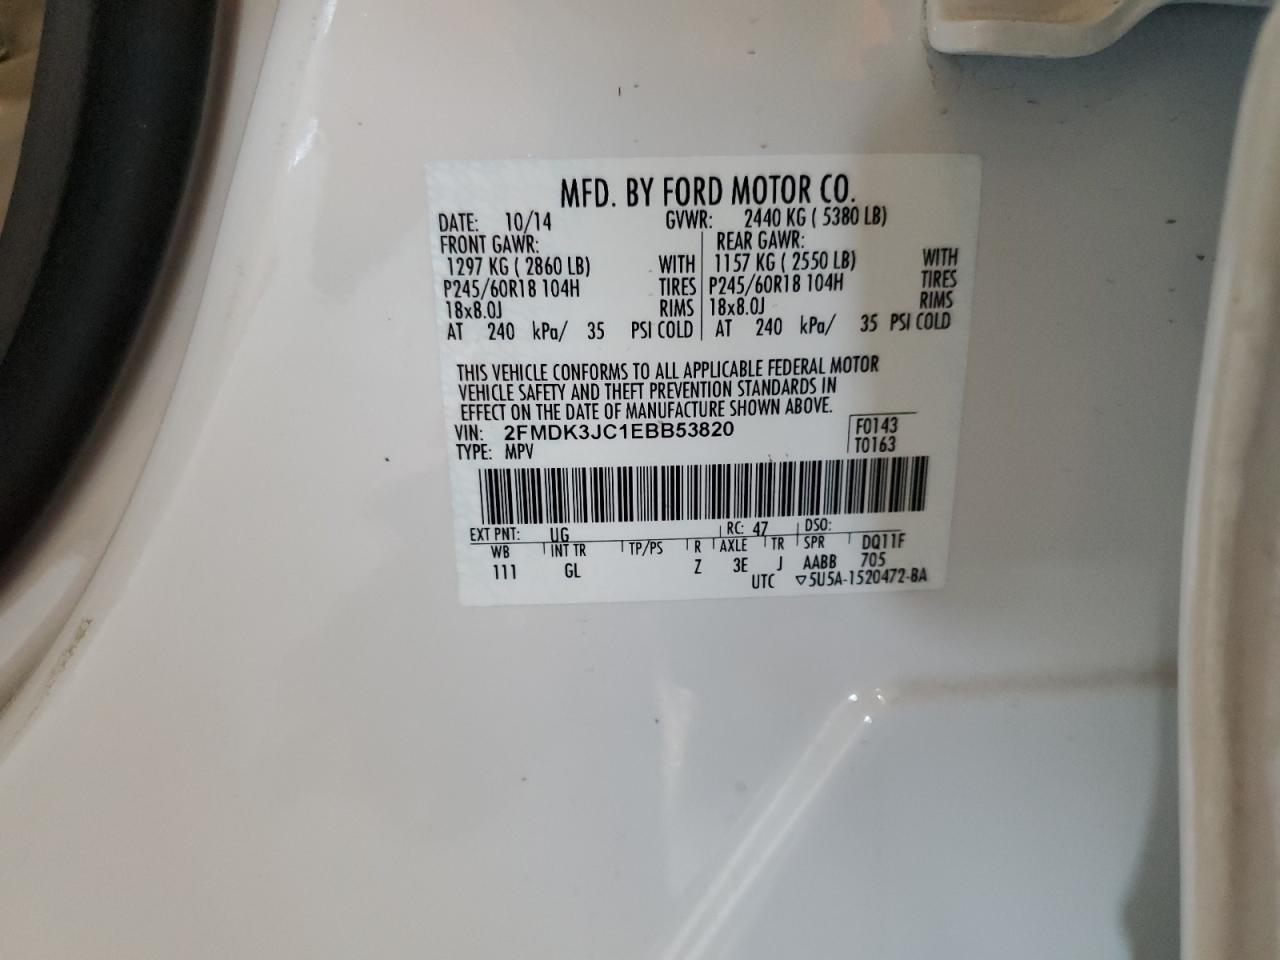 MFD. BY FORD MOTOR CO.
DATE: 10/14 GVWR: 2440 KG ( 5380 LB)
FRONT GAWR: REAR GAWR:
1297 KG ( 2860 LB) WITH 1157 KG ( 2550 LB) WITH
P245/60R18 104H TIRES P245/60R18 104H TIRES
18x8.0J RIMS 18x8.0J RIMS
AT 240 kPa/ 35 PSI COLD AT 240 kPa/ 35 PSI COLD
THIS VEHICLE CONFORMS TO ALL APPLICABLE FEDERAL MOTOR
VEHICLE SAFETY AND THEFT PREVENTION STANDARDS IN
EFFECT ON THE DATE OF MANUFACTURE SHOWN ABOVE.
VIN: 2FMDK3JC1EBB53820 F0143
TYPE: MPV T0163
EXT PNT: UG RC: 47 DSO:
WB INT TR TP/PS R AXLE TR SPR DQ11F
111 GL Z 3E J AABB 705
UTC ▽5U5A-1520472-BA